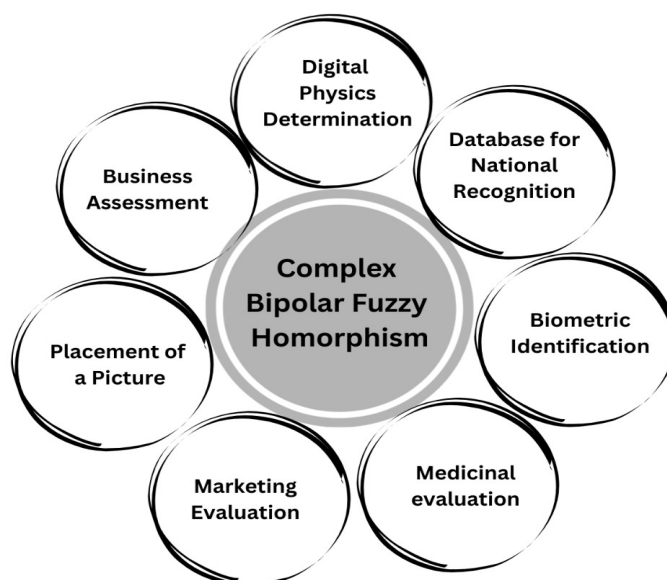 Digital
Physics
Determination
Database for
National
Recognition
Business
Assessment
Complex
Bipolar Fuzzy
Homorphism
Biometric
Identification
Placement of
a Picture
Medicinal
evaluation
Marketing
Evaluation